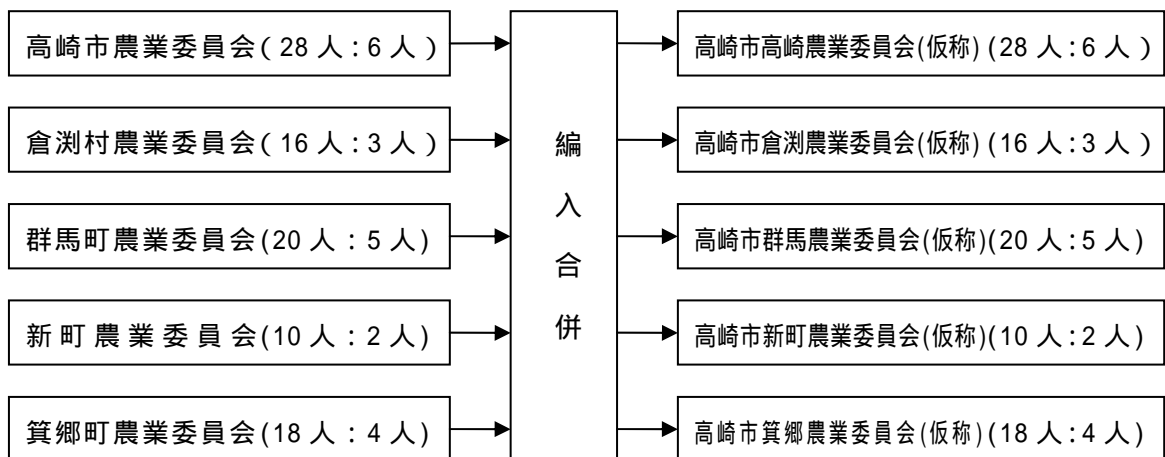 高崎市農業委員会(28人:6人)
高崎市高崎農業委員会(仮称)(28人:6人)
倉渕村農業委員会(16人:3人)
高崎市倉渕農業委員会(仮称)(16人:3人)
群馬町農業委員会(20人:5人)
高崎市群馬農業委員会(仮称)(20人:5人)
新町農業委員会(10人:2人)
高崎市新町農業委員会(仮称)(10人:2人)
箕郷町農業委員会(18人:4人)
高崎市箕郷農業委員会(仮称)(18人:4人)
編入合併